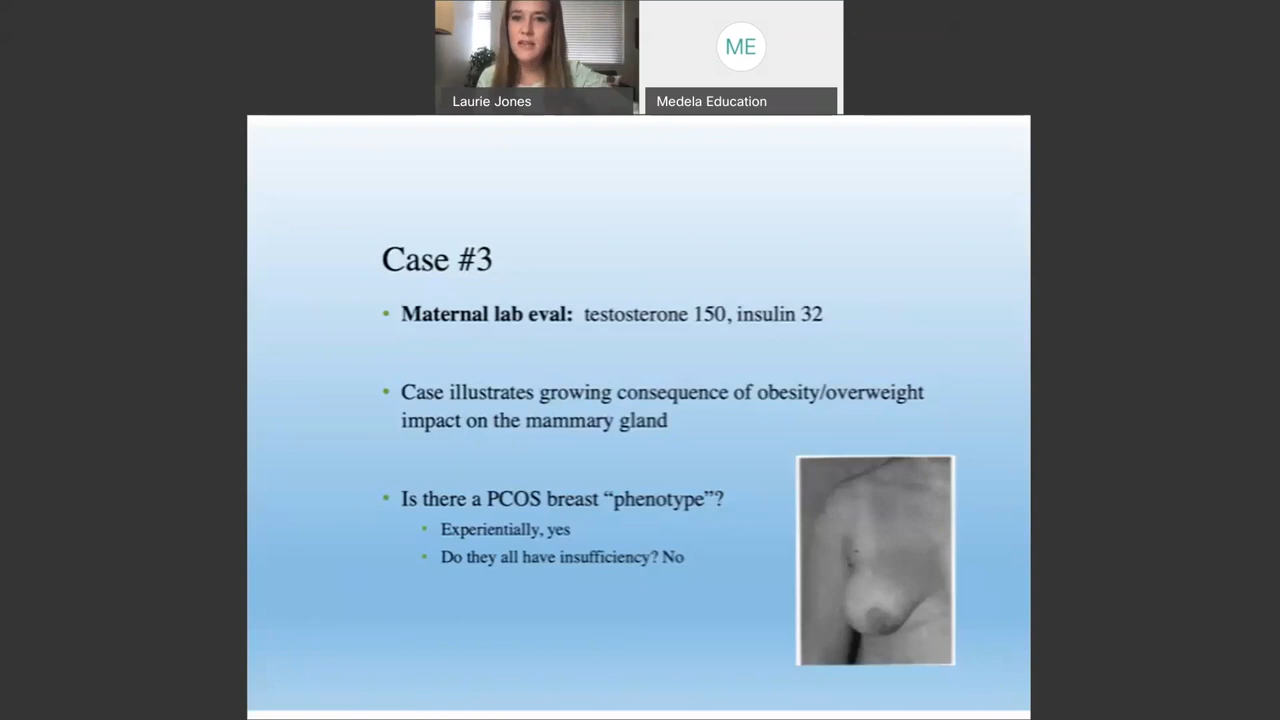 ME
Laurie Jones
Medela Education
Case #3
• Maternal lab eval: testosterone 150, insulin 32
• Case illustrates growing consequence of obesity/overweight
impact on the mammary gland
• Is there a PCOS breast “phenotype”?
• Experientially, yes
• Do they all have insufficiency? No